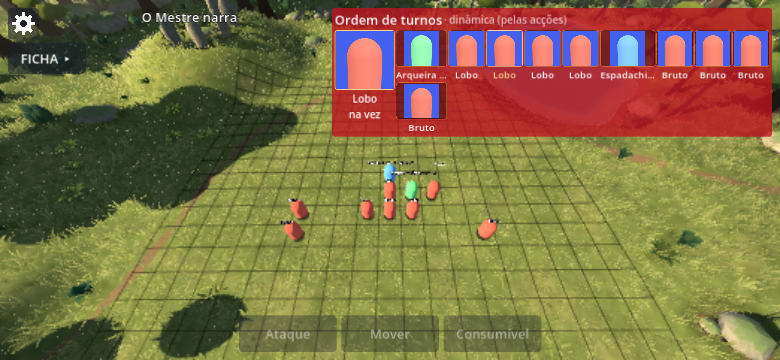 O Mestre narra
FICHA ▸
Ordem de turnos · dinâmica (pelas acções)
Lobo
na vez
Arqueira ...
Lobo
Lobo
Lobo
Lobo
Espadachi...
Bruto
Bruto
Bruto
Bruto
Ataque
Mover
Consumível